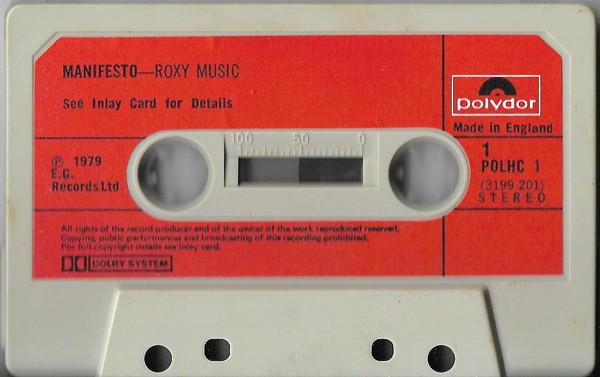 MANIFESTO—ROXY MUSIC
See Inlay Card for Details
polydor
Made in England
100 50 0
℗ 1979
E.G.
Records Ltd
1
POLHC 1
(3199 201)
STEREO
All rights of the record producer and of the owner of the work reproduced reserved.
Copying, public performances and broadcasting of this recording prohibited.
For full copyright details see inlay card.
DOLBY SYSTEM